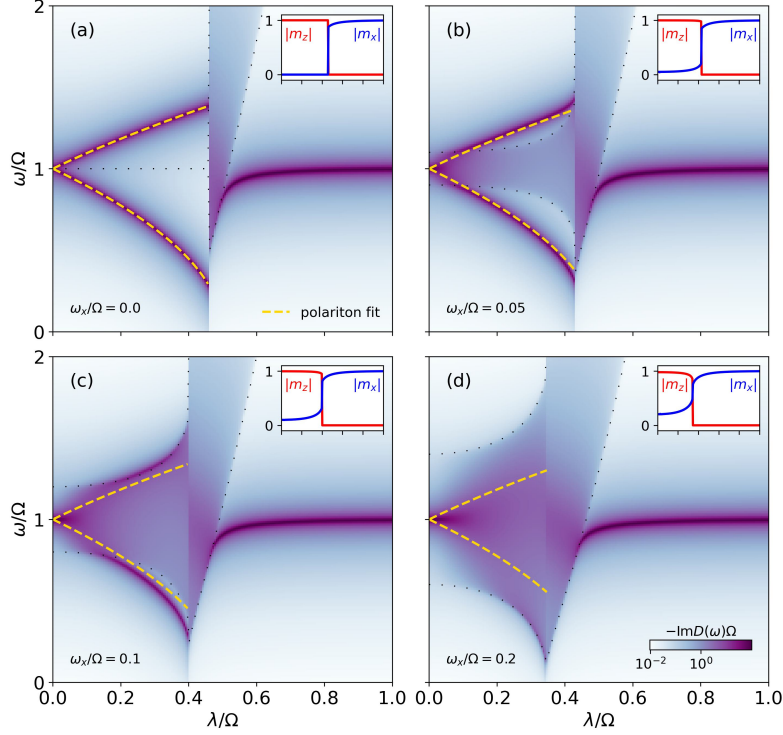 (a)
|m_z|
|m_x|
1
0
2
1
0
ω/Ω
ω_x/Ω = 0.0
polariton fit
(b)
|m_z|
|m_x|
1
0
ω_x/Ω = 0.05
(c)
|m_z|
|m_x|
1
0
2
1
0
ω/Ω
ω_x/Ω = 0.1
0.0 0.2 0.4 0.6 0.8 1.0
λ/Ω
(d)
|m_z|
|m_x|
1
0
ω_x/Ω = 0.2
−ImD(ω)Ω
10⁻² 10⁰
0.0 0.2 0.4 0.6 0.8 1.0
λ/Ω